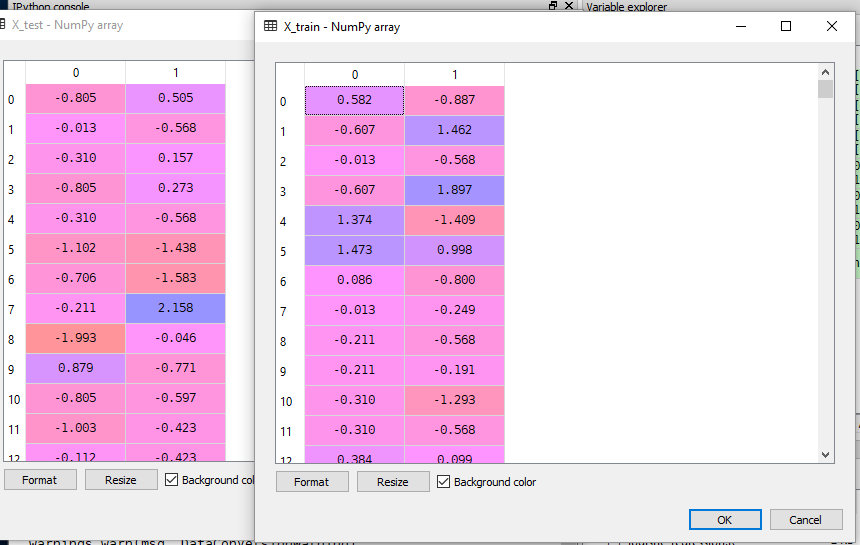 IPython console
Variable explorer
X_test - NumPy array
0 1
0 -0.805 0.505
1 -0.013 -0.568
2 -0.310 0.157
3 -0.805 0.273
4 -0.310 -0.568
5 -1.102 -1.438
6 -0.706 -1.583
7 -0.211 2.158
8 -1.993 -0.046
9 0.879 -0.771
10 -0.805 -0.597
11 -1.003 -0.423
12 -0.112 -0.423
Format Resize Background col
X_train - NumPy array
0 1
0 0.582 -0.887
1 -0.607 1.462
2 -0.013 -0.568
3 -0.607 1.897
4 1.374 -1.409
5 1.473 0.998
6 0.086 -0.800
7 -0.013 -0.249
8 -0.211 -0.568
9 -0.211 -0.191
10 -0.310 -1.293
11 -0.310 -0.568
12 0.384 0.099
Format Resize Background color
OK Cancel
warnings.warn(msg, DataConversionWarning)